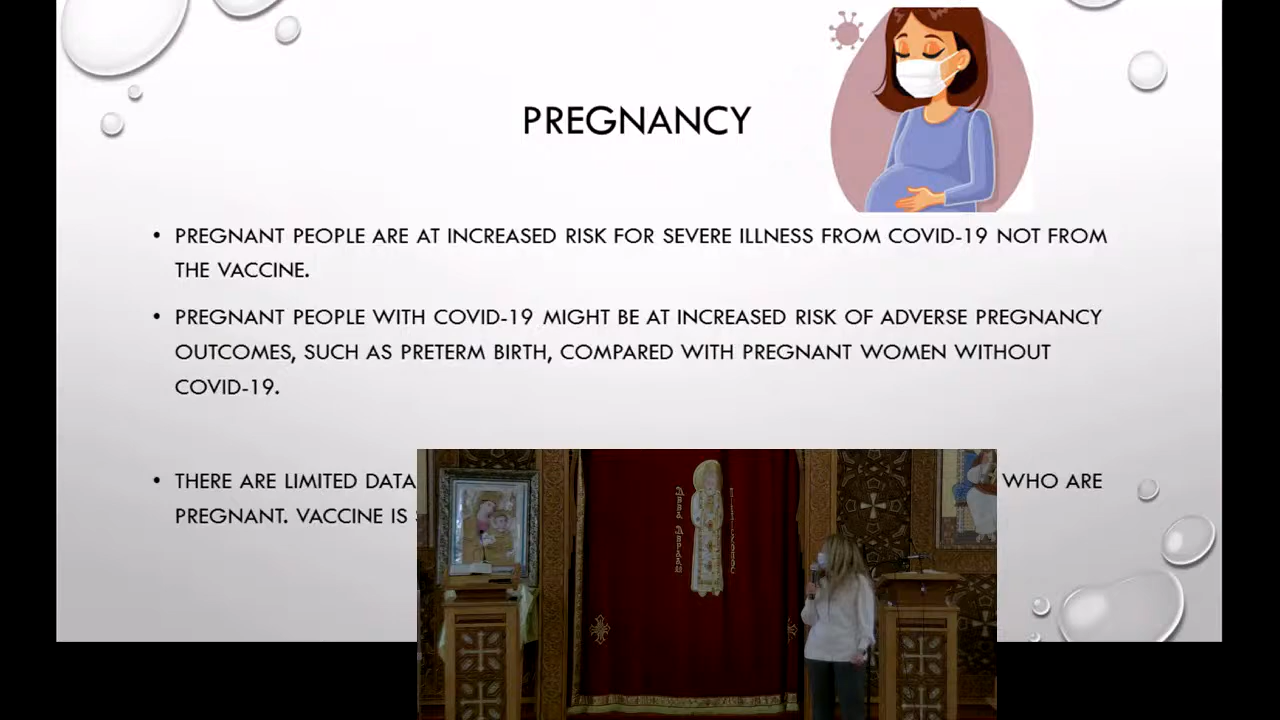 PREGNANCY
PREGNANT PEOPLE ARE AT INCREASED RISK FOR SEVERE ILLNESS FROM COVID-19 NOT FROM
THE VACCINE.
PREGNANT PEOPLE WITH COVID-19 MIGHT BE AT INCREASED RISK OF ADVERSE PREGNANCY
OUTCOMES, SUCH AS PRETERM BIRTH, COMPARED WITH PREGNANT WOMEN WITHOUT
COVID-19.
THERE ARE LIMITED DATA WHO ARE
PREGNANT. VACCINE IS